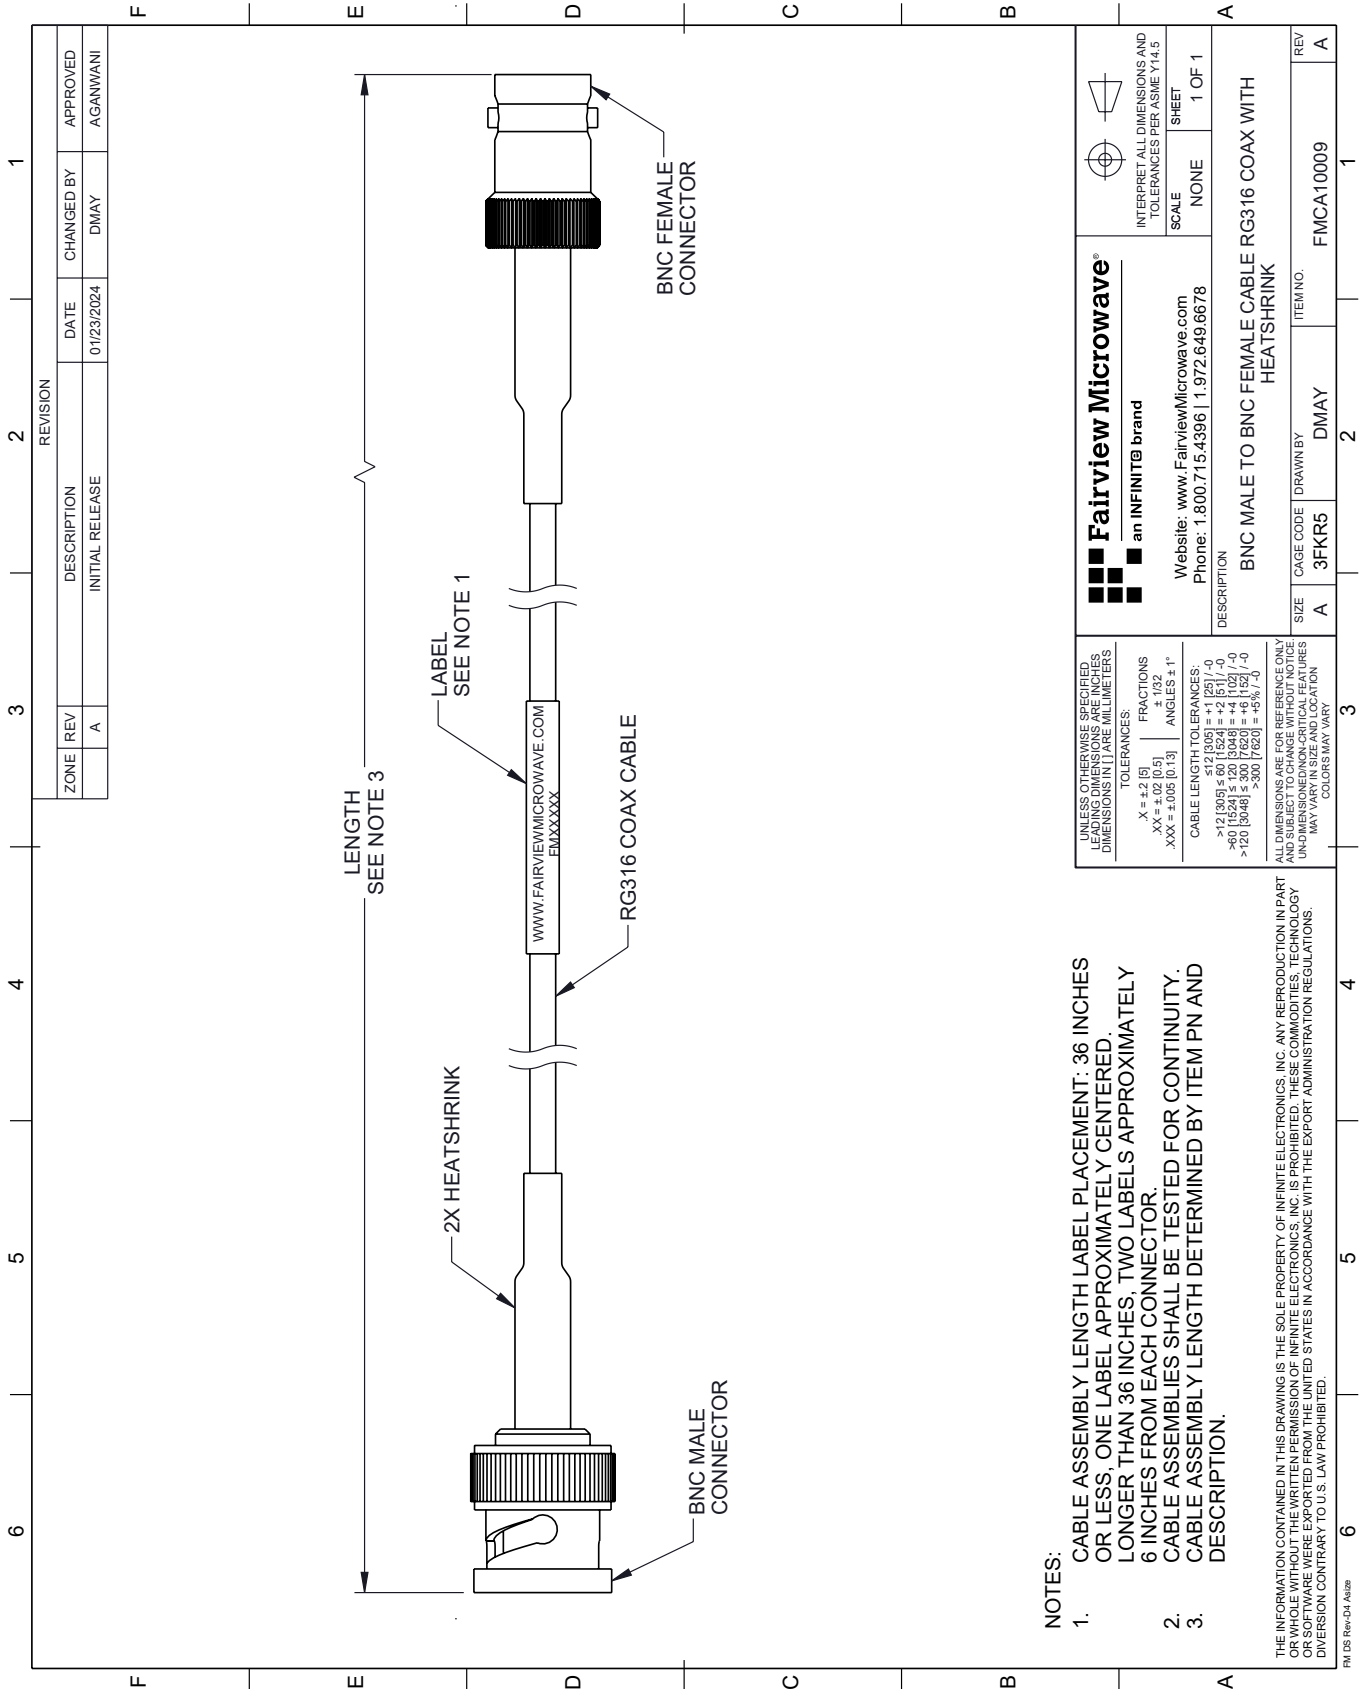 6
5
4
3
2
1
F
E
D
C
B
A
F
E
D
C
B
A
REVISION
ZONE REV DESCRIPTION DATE CHANGED BY APPROVED
A INITIAL RELEASE 01/23/2024 DMAY AGANWANI
LENGTH
SEE NOTE 3
LABEL
SEE NOTE 1
2X HEATSHRINK
WWW.FAIRVIEWMICROWAVE.COM
FMXXXXX
RG316 COAX CABLE
BNC MALE
CONNECTOR
BNC FEMALE
CONNECTOR
NOTES:
1. CABLE ASSEMBLY LENGTH LABEL PLACEMENT: 36 INCHES
OR LESS, ONE LABEL APPROXIMATELY CENTERED.
LONGER THAN 36 INCHES, TWO LABELS APPROXIMATELY
6 INCHES FROM EACH CONNECTOR.
2. CABLE ASSEMBLIES SHALL BE TESTED FOR CONTINUITY.
3. CABLE ASSEMBLY LENGTH DETERMINED BY ITEM PN AND
DESCRIPTION.
THE INFORMATION CONTAINED IN THIS DRAWING IS THE SOLE PROPERTY OF INFINITE ELECTRONICS, INC. ANY REPRODUCTION IN PART
OR WHOLE WITHOUT THE WRITTEN PERMISSION OF INFINITE ELECTRONICS, INC. IS PROHIBITED. THESE COMMODITIES, TECHNOLOGY
OR SOFTWARE WERE EXPORTED FROM THE UNITED STATES IN ACCORDANCE WITH THE EXPORT ADMINISTRATION REGULATIONS.
DIVERSION CONTRARY TO U.S. LAW PROHIBITED.
UNLESS OTHERWISE SPECIFIED
LEADING DIMENSIONS ARE INCHES
DIMENSIONS IN [ ] ARE MILLIMETERS
TOLERANCES:
.X = ±.2 [5] FRACTIONS
.XX = ±.02 [0.5] ± 1/32
.XXX = ±.005 [0.13] ANGLES ± 1°
CABLE LENGTH TOLERANCES:
≤12 [305] = +1 [25] / -0
>12 [305] ≤ 60 [1524] = +2 [51] / -0
>60 [1524] ≤ 120 [3048] = +4 [102] / -0
>120 [3048] ≤ 300 [7620] = +6 [152] / -0
>300 [7620] = +5% / -0
ALL DIMENSIONS ARE FOR REFERENCE ONLY
AND SUBJECT TO CHANGE WITHOUT NOTICE.
UN-DIMENSIONED/NON-CRITICAL FEATURES
MAY VARY IN SIZE AND LOCATION
COLORS MAY VARY
Fairview Microwave®
an INFINIT@ brand
Website: www.FairviewMicrowave.com
Phone: 1.800.715.4396 | 1.972.649.6678
INTERPRET ALL DIMENSIONS AND
TOLERANCES PER ASME Y14.5
SCALE SHEET
NONE 1 OF 1
DESCRIPTION
BNC MALE TO BNC FEMALE CABLE RG316 COAX WITH
HEATSHRINK
SIZE CAGE CODE DRAWN BY ITEM NO. REV
A 3FKR5 DMAY FMCA10009 A
FM DS Rev-D4 Asize
6
5
4
3
2
1